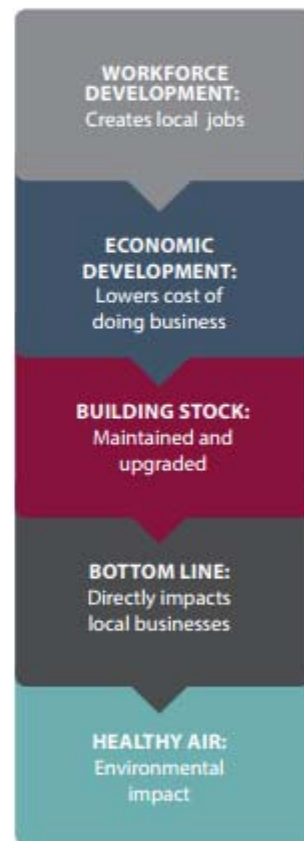 WORKFORCE
DEVELOPMENT:
Creates local jobs
ECONOMIC
DEVELOPMENT:
Lowers cost of
doing business
BUILDING STOCK:
Maintained and
upgraded
BOTTOM LINE:
Directly impacts
local businesses
HEALTHY AIR:
Environmental
impact